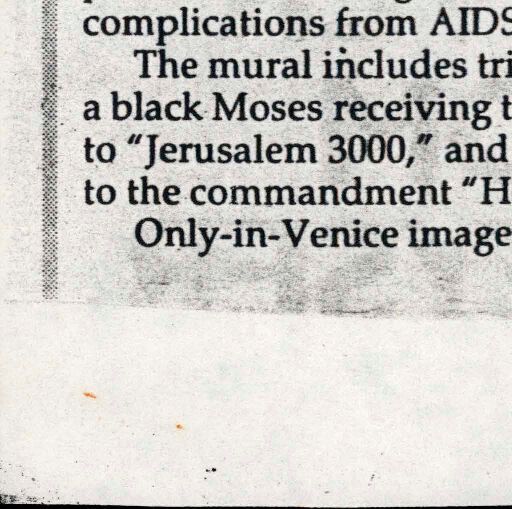 complications from AIDS
The mural includes tri
a black Moses receiving t
to “Jerusalem 3000,” and
to the commandment “H
Only-in-Venice image